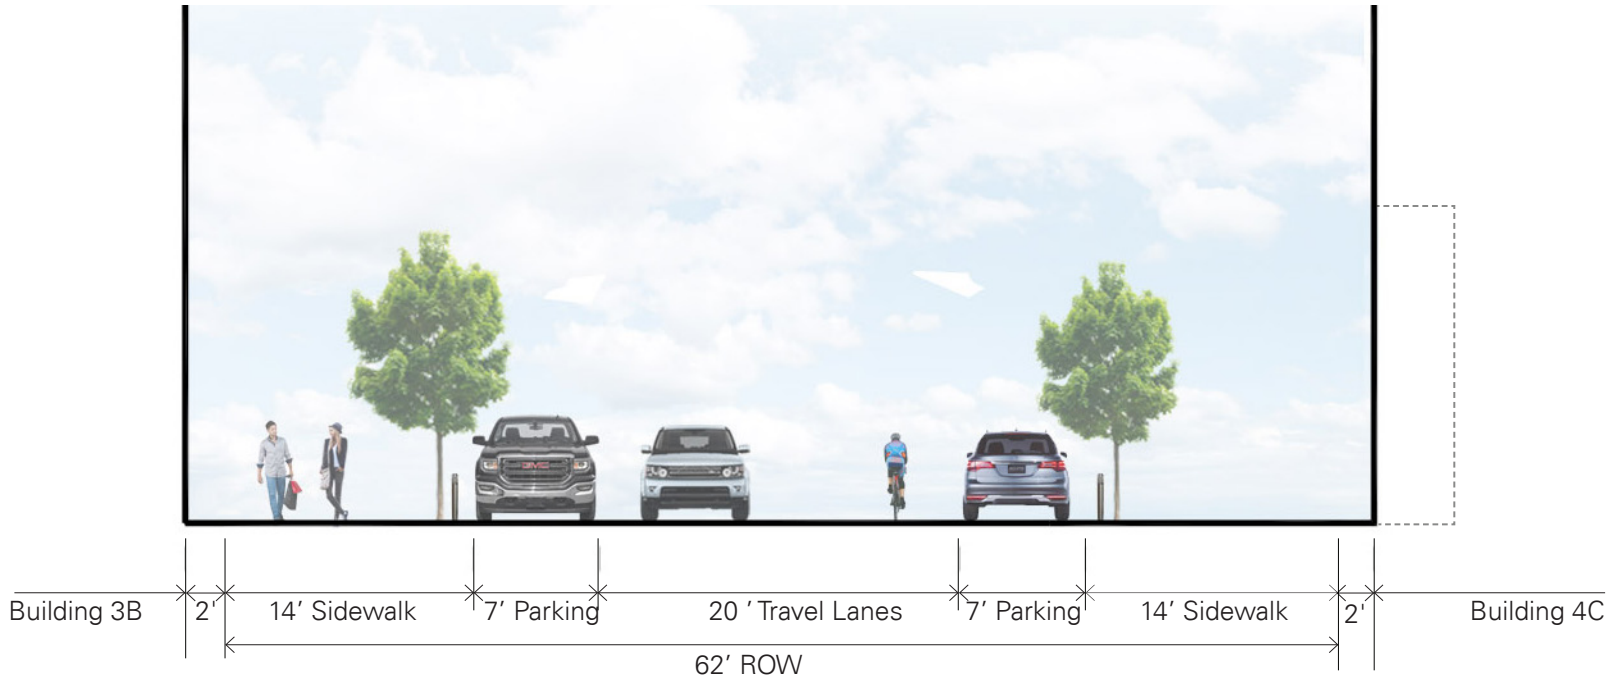 Building 3B
2'
14’ Sidewalk
7’ Parking
20 ’ Travel Lanes
7’ Parking
14’ Sidewalk
2'
Building 4C
62’ ROW
GMC